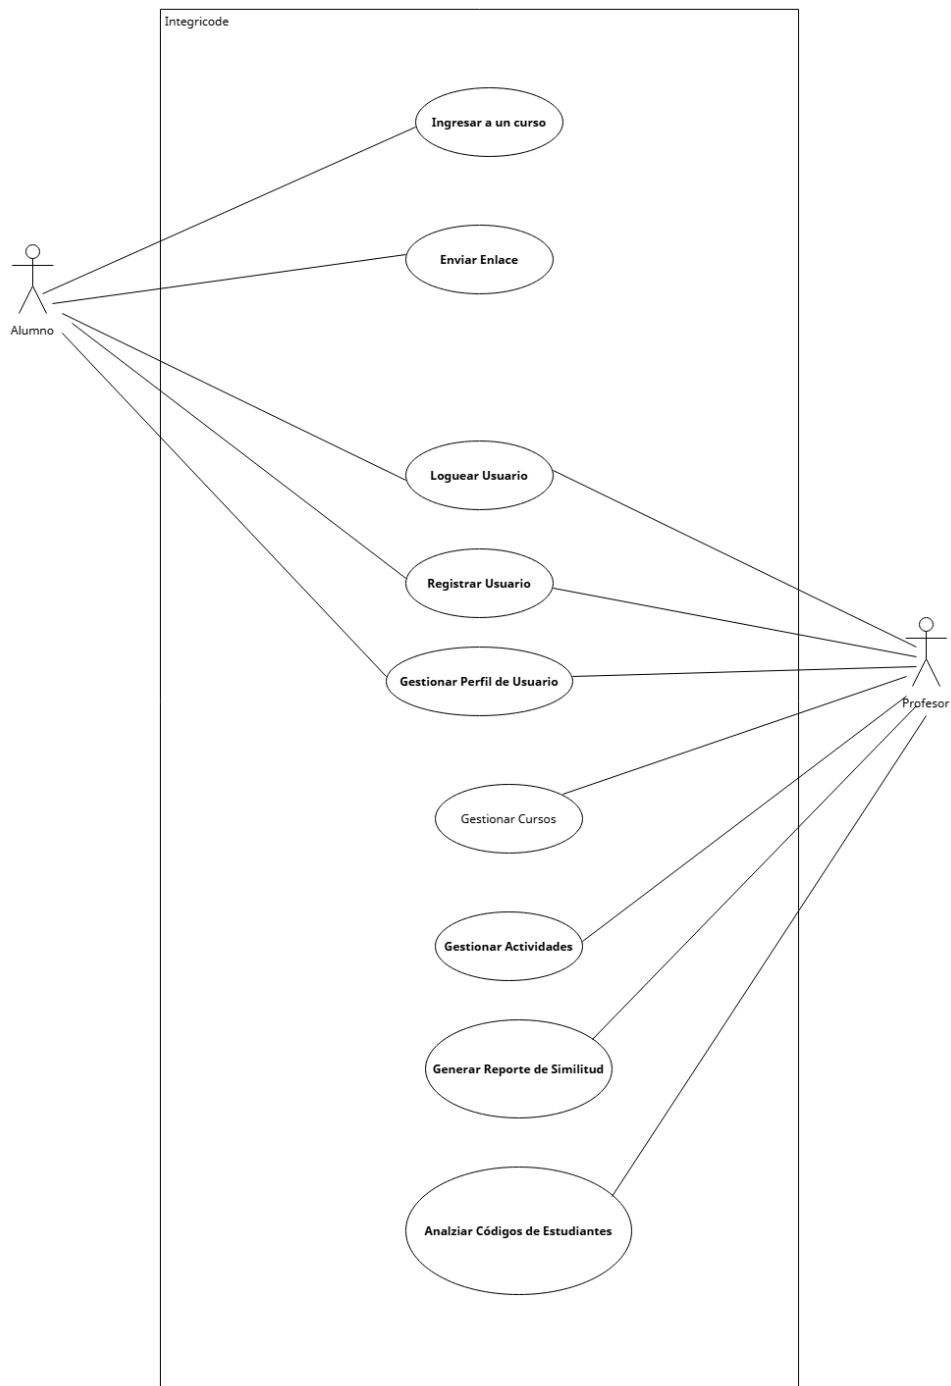 Integricode
Ingresar a un curso
Enviar Enlace
Alumno
Loguear Usuario
Registrar Usuario
Gestionar Perfil de Usuario
Profesor
Gestionar Cursos
Gestionar Actividades
Generar Reporte de Similitud
Analziar Códigos de Estudiantes